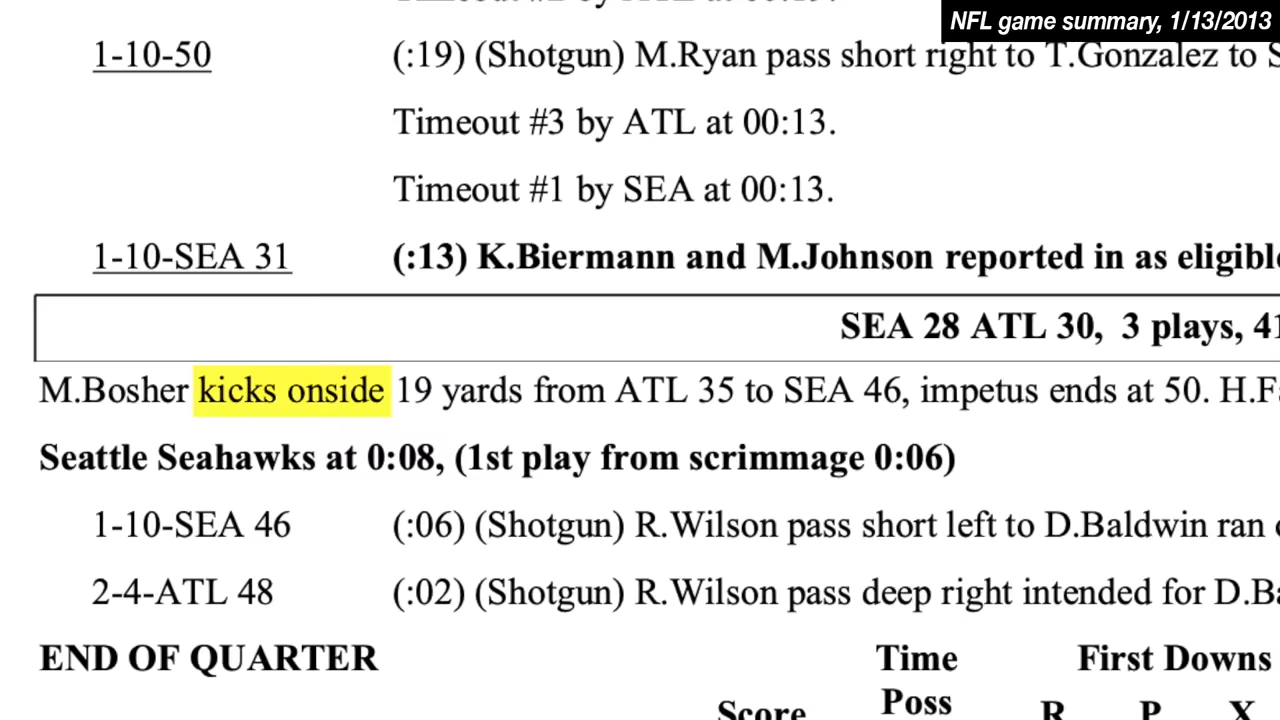 NFL game summary, 1/13/2013
1-10-50 (:19) (Shotgun) M.Ryan pass short right to T.Gonzalez to S
Timeout #3 by ATL at 00:13.
Timeout #1 by SEA at 00:13.
1-10-SEA 31 (:13) K.Biermann and M.Johnson reported in as eligible
SEA 28 ATL 30, 3 plays, 41
M.Bosher kicks onside 19 yards from ATL 35 to SEA 46, impetus ends at 50. H.Fa
Seattle Seahawks at 0:08, (1st play from scrimmage 0:06)
1-10-SEA 46 (:06) (Shotgun) R.Wilson pass short left to D.Baldwin ran
2-4-ATL 48 (:02) (Shotgun) R.Wilson pass deep right intended for D.Ba
END OF QUARTER Time First Downs
Score Poss R P X